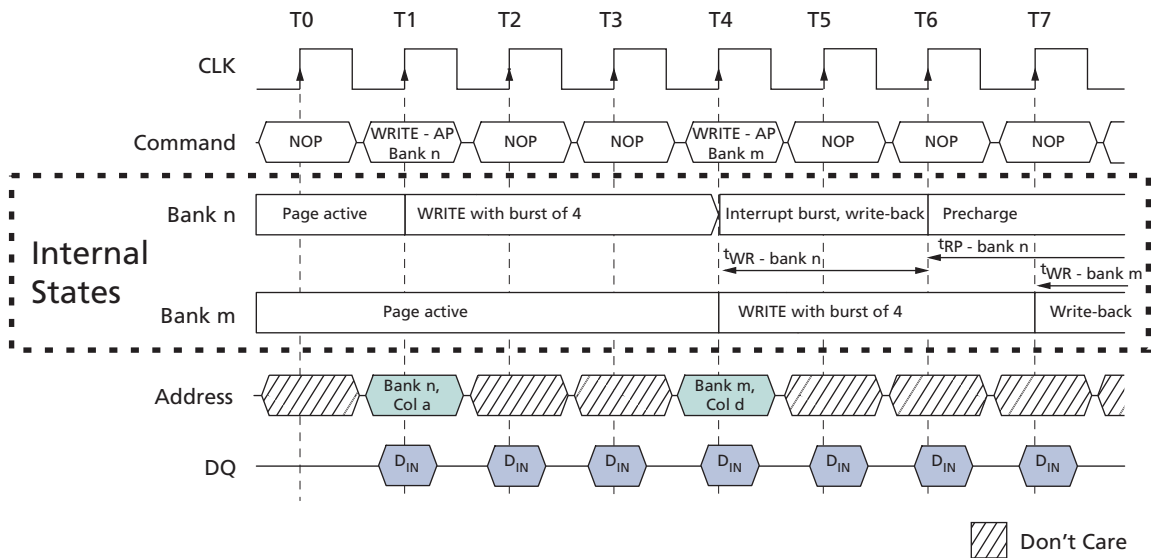 T0 T1 T2 T3 T4 T5 T6 T7
CLK
Command NOP WRITE - AP Bank n NOP NOP WRITE - AP Bank m NOP NOP NOP
Internal States
Bank n Page active WRITE with burst of 4 Interrupt burst, write-back Precharge
tWR - bank n tRP - bank n
tWR - bank m
Bank m Page active WRITE with burst of 4 Write-back
Address Bank n, Col a Bank m, Col d
DQ DIN DIN DIN DIN DIN DIN DIN
Don't Care